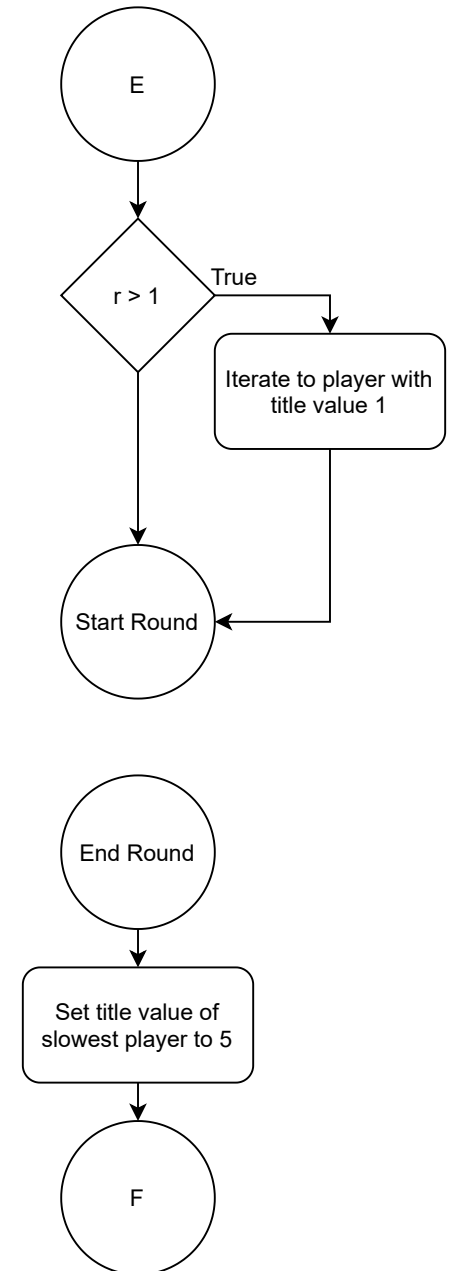 E
r > 1
True
Iterate to player with
title value 1
Start Round
End Round
Set title value of
slowest player to 5
F